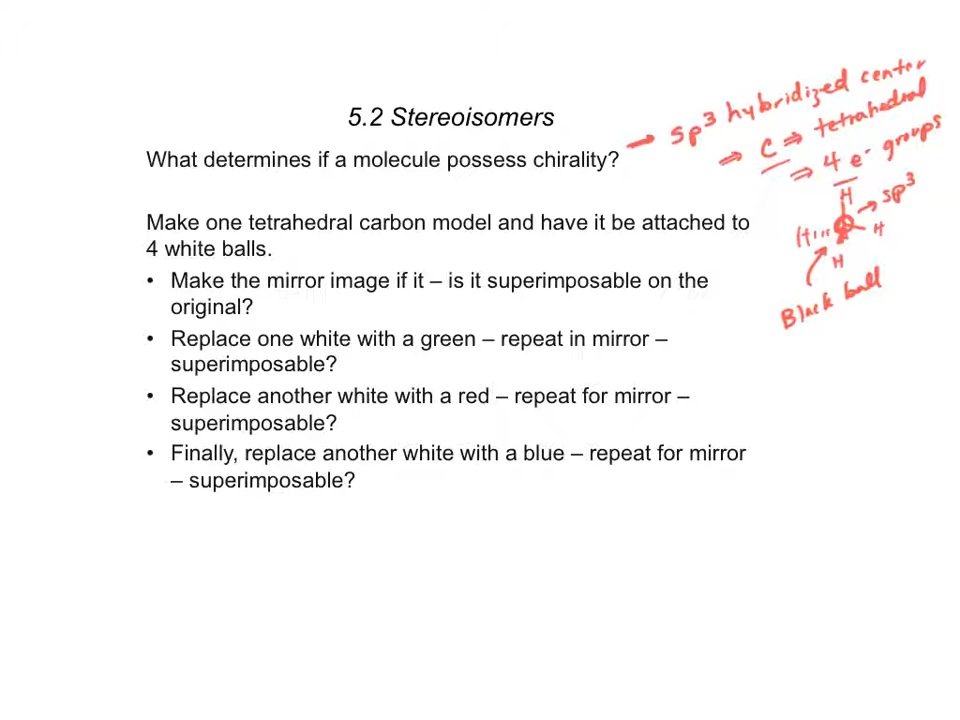 5.2 Stereoisomers
What determines if a molecule possess chirality?
→ sp³ hybridized center
⇒ C ⇒ tetrahedral
⇒ 4 e⁻ groups
H
→ sp³
H
H
H
Black ball
Make one tetrahedral carbon model and have it be attached to
4 white balls.
• Make the mirror image if it – is it superimposable on the
original?
• Replace one white with a green – repeat in mirror –
superimposable?
• Replace another white with a red – repeat for mirror –
superimposable?
• Finally, replace another white with a blue – repeat for mirror
– superimposable?